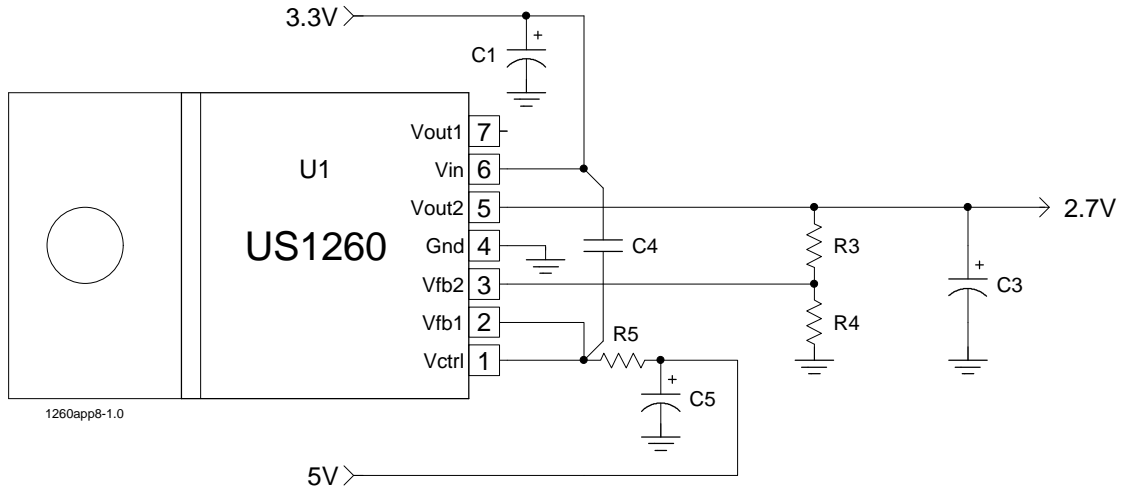 3.3V
+
C1
Vout1 7
U1
Vin 6
Vout2 5
2.7V
US1260
Gnd 4
C4
R3
+
C3
Vfb2 3
Vfb1 2
R5
R4
Vctrl 1
+
C5
1260app8-1.0
5V